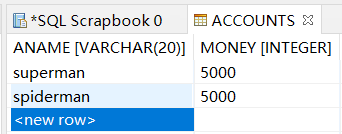 *SQL Scrapbook 0 ACCOUNTS
ANAME [VARCHAR(20)] MONEY [INTEGER]
superman 5000
spiderman 5000
<new row>